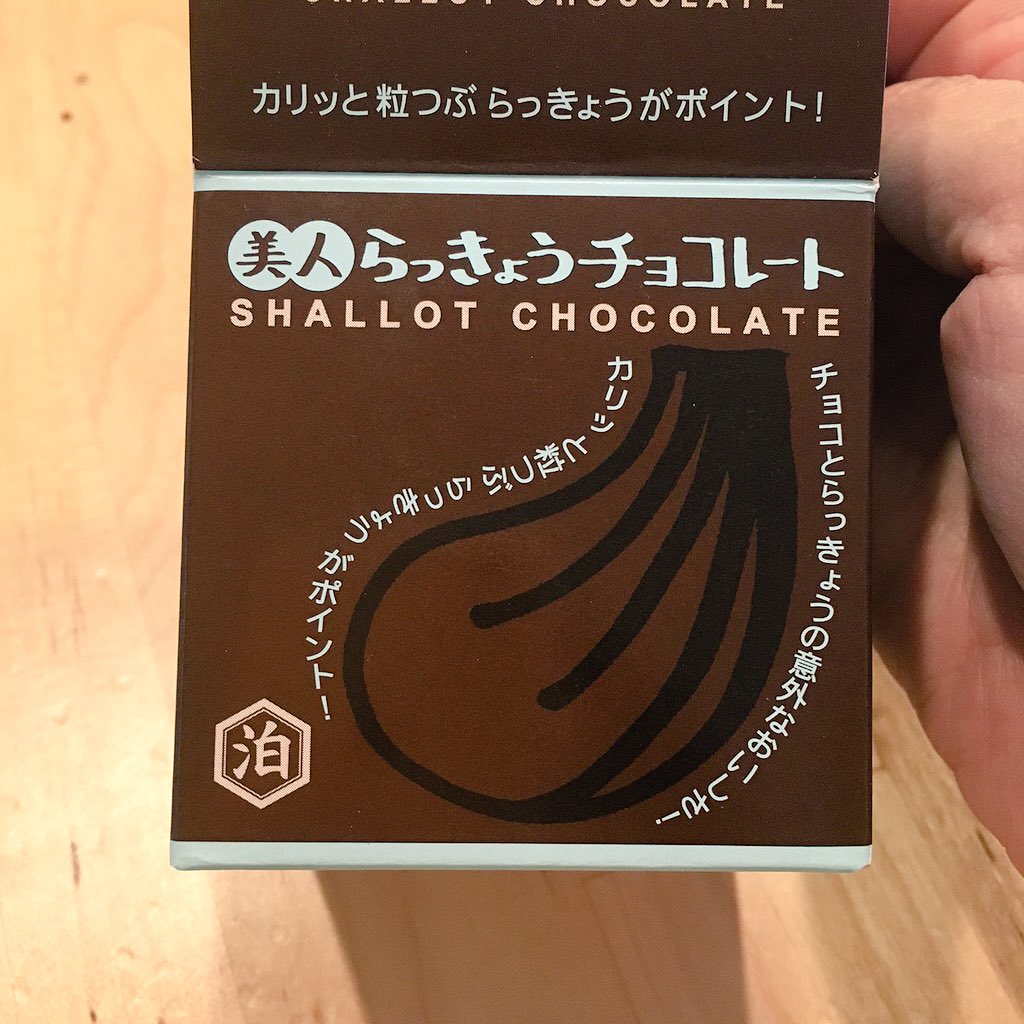 SHALLOT CHOCOLATE
カリッと粒つぶらっきょうがポイント!
美人らっきょうチョコレート
SHALLOT CHOCOLATE
カリッと粒つぶらっきょうがポイント!
チョコとらっきょうの意外なおいしさ!
泊